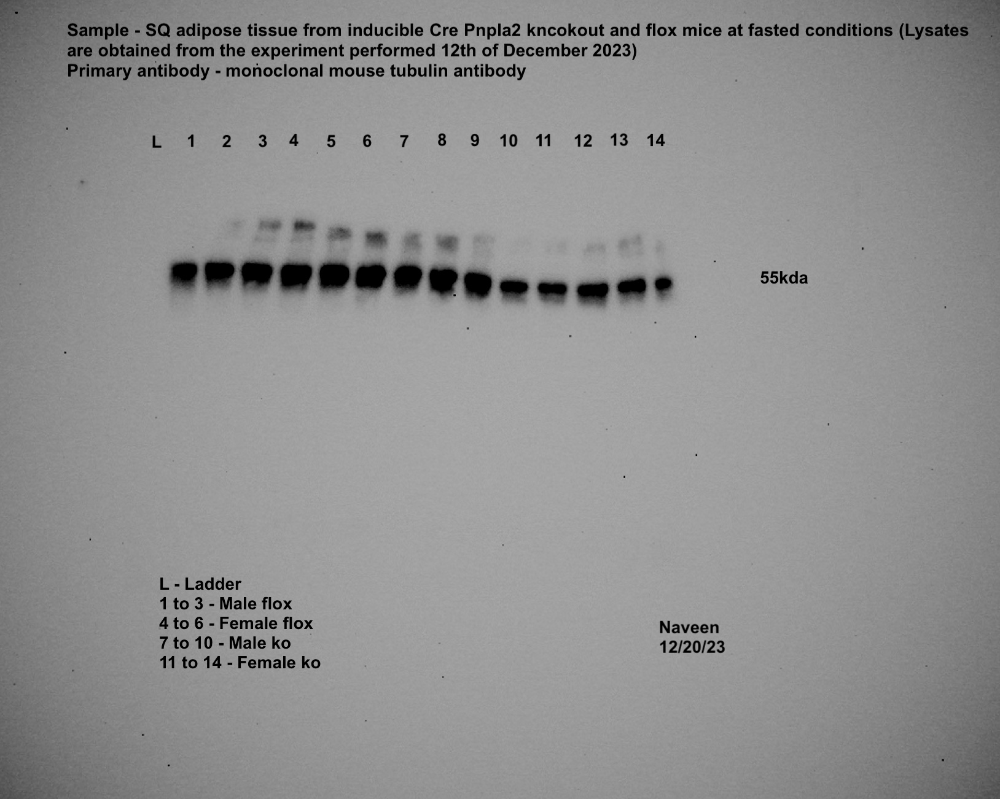 Sample - SQ adipose tissue from inducible Cre Pnpla2 kncokout and flox mice at fasted conditions (Lysates
are obtained from the experiment performed 12th of December 2023)
Primary antibody - monoclonal mouse tubulin antibody
L 1 2 3 4 5 6 7 8 9 10 11 12 13 14
55kda
L - Ladder
1 to 3 - Male flox
4 to 6 - Female flox
7 to 10 - Male ko
11 to 14 - Female ko
Naveen
12/20/23